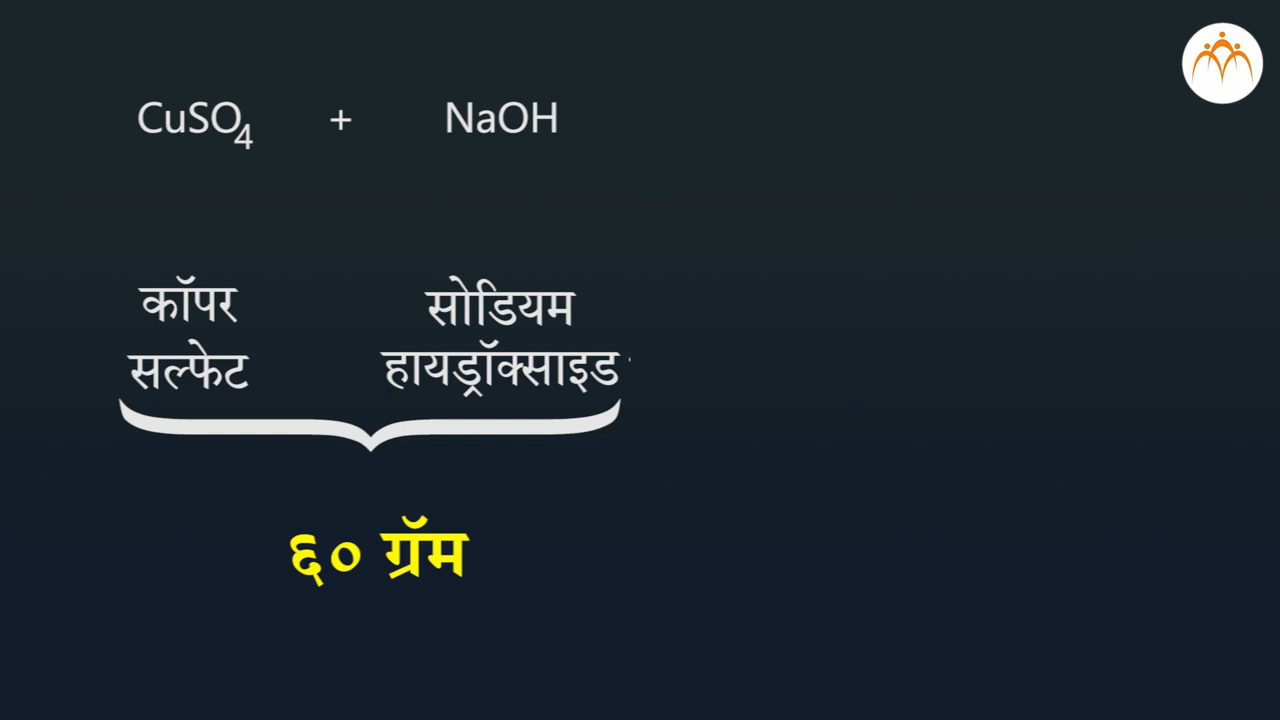 CuSO₄ + NaOH
कॉपर सोडियम
सल्फेट हायड्रॉक्साइड
६० ग्रॅम